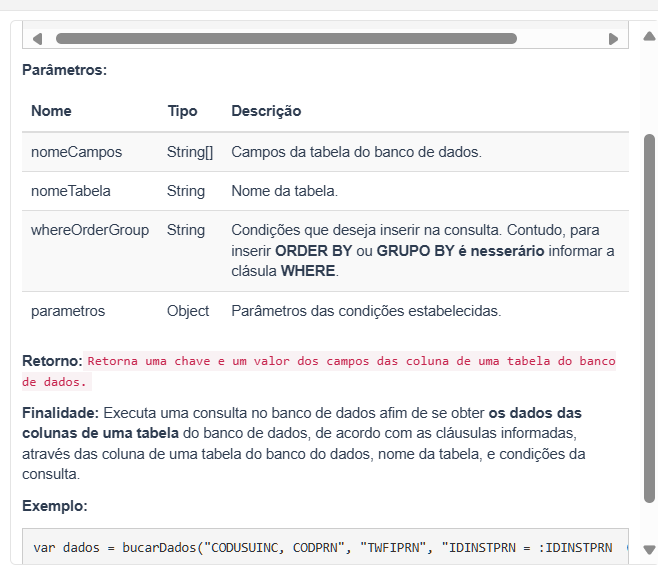 Parâmetros:
Nome Tipo Descrição
nomeCampos String[] Campos da tabela do banco de dados.
nomeTabela String Nome da tabela.
whereOrderGroup String Condições que deseja inserir na consulta. Contudo, para
inserir ORDER BY ou GRUPO BY é nesserário informar a
clásula WHERE.
parametros Object Parâmetros das condições estabelecidas.
Retorno: Retorna uma chave e um valor dos campos das coluna de uma tabela do banco
de dados.
Finalidade: Executa uma consulta no banco de dados afim de se obter os dados das
colunas de uma tabela do banco de dados, de acordo com as cláusulas informadas,
através das coluna de uma tabela do banco do dados, nome da tabela, e condições da
consulta.
Exemplo:
var dados = bucarDados("CODUSUINC, CODPRN", "TWFIPRN", "IDINSTPRN = :IDINSTPRN